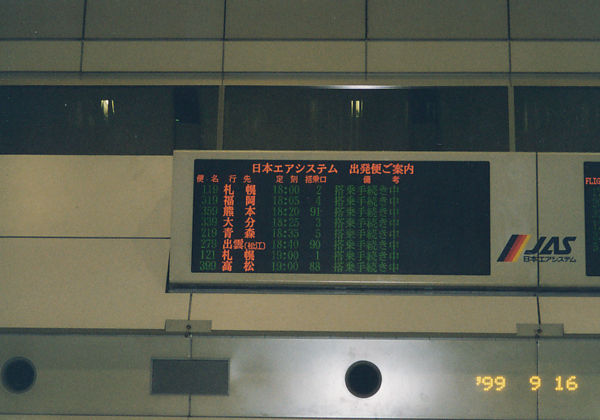 日本エアシステム 出発便ご案内
便名 行先 定刻 搭乗口 備考
119 札幌 18:00 2 搭乗手続き中
319 福岡 18:05 4 搭乗手続き中
359 熊本 18:20 91 搭乗手続き中
339 大分 18:25 3 搭乗手続き中
219 青森 18:35 5 搭乗手続き中
273 出雲(松江) 18:40 90 搭乗手続き中
121 札幌 19:00 1 搭乗手続き中
399 高松 19:00 88 搭乗手続き中
JAS
日本エアシステム
FLIG
'99 9 16